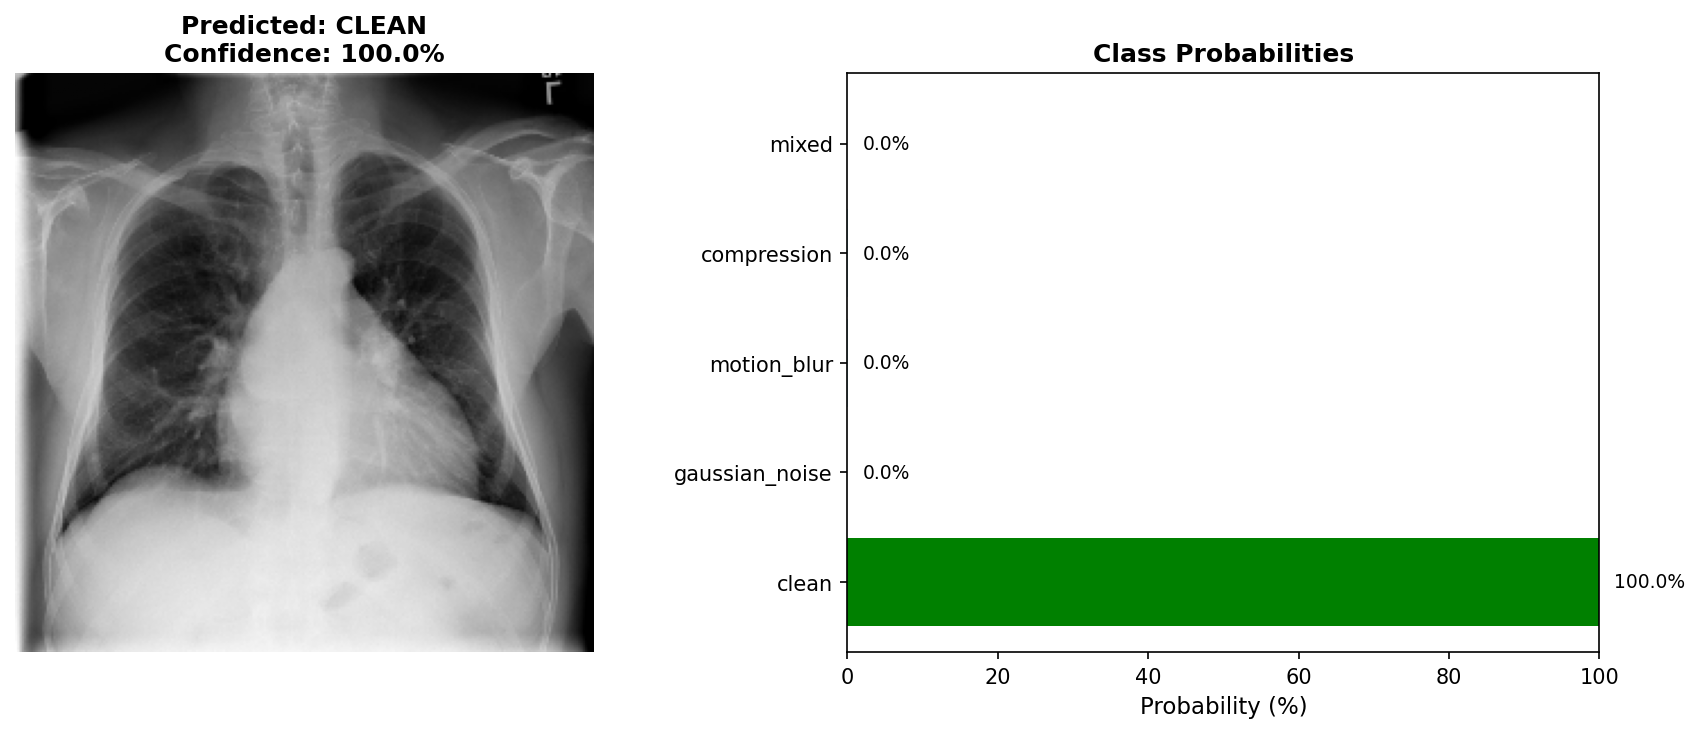 Predicted: CLEAN
Confidence: 100.0%
L
Class Probabilities
mixed
0.0%
compression
0.0%
motion_blur
0.0%
gaussian_noise
0.0%
clean
100.0%
0 20 40 60 80 100
Probability (%)